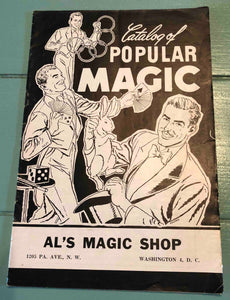 Catalog of
POPULAR
MAGIC
AL'S MAGIC SHOP
1205 PA. AVE., N. W. WASHINGTON 4, D. C.